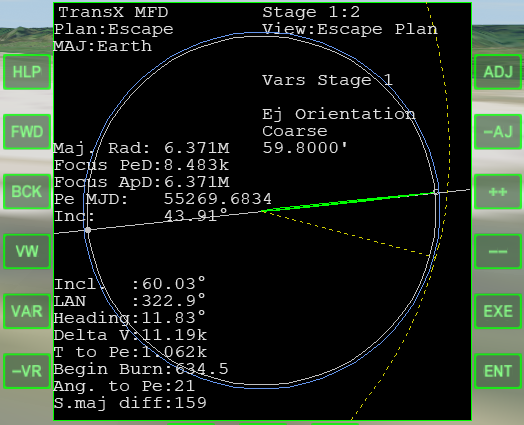 TransX MFD
Stage 1:2
Plan:Escape
View:Escape Plan
MAJ:Earth
Vars Stage 1
Ej Orientation
Coarse
59.8000'
Maj. Rad: 6.371M
Focus PeD:8.483k
Focus ApD:6.371M
Pe MJD: 55269.6834
Inc: 43.91°
Incl. :60.03°
LAN :322.9°
Heading:11.83°
Delta V:11.19k
T to Pe:1.062k
Begin Burn:634.5
Ang. to Pe:21
S.maj diff:159
HLP
FWD
BCK
VW
VAR
-VR
ADJ
-AJ
++
--
EXE
ENT